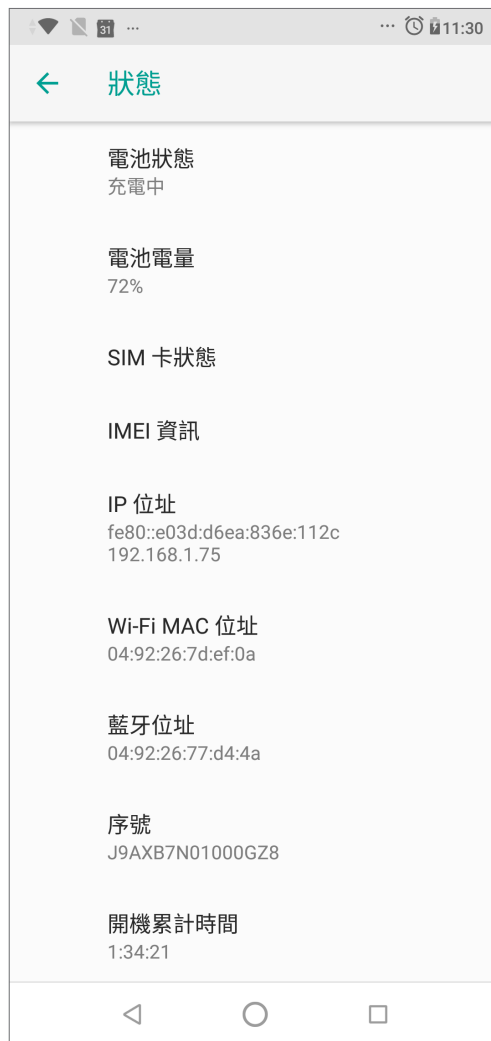 31 ... ... 11:30
狀態
電池狀態
充電中
電池電量
72%
SIM 卡狀態
IMEI 資訊
IP 位址
fe80::e03d:d6ea:836e:112c
192.168.1.75
Wi-Fi MAC 位址
04:92:26:7d:ef:0a
藍牙位址
04:92:26:77:d4:4a
序號
J9AXB7N01000GZ8
開機累計時間
1:34:21